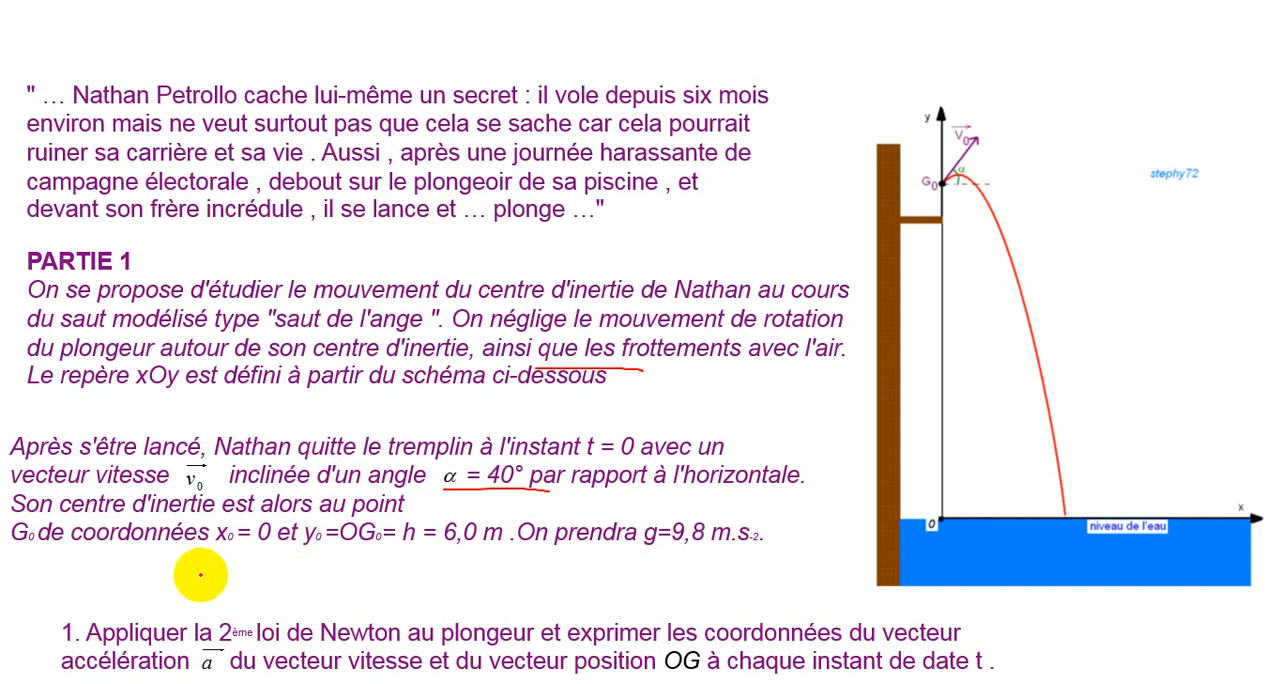 " … Nathan Petrollo cache lui-même un secret : il vole depuis six mois
environ mais ne veut surtout pas que cela se sache car cela pourrait
ruiner sa carrière et sa vie . Aussi , après une journée harassante de
campagne électorale , debout sur le plongeoir de sa piscine , et
devant son frère incrédule , il se lance et … plonge …"
PARTIE 1
On se propose d'étudier le mouvement du centre d'inertie de Nathan au cours
du saut modélisé type "saut de l'ange ". On néglige le mouvement de rotation
du plongeur autour de son centre d'inertie, ainsi que les frottements avec l'air.
Le repère xOy est défini à partir du schéma ci-dessous
Après s'être lancé, Nathan quitte le tremplin à l'instant t = 0 avec un
vecteur vitesse v0 inclinée d'un angle α = 40° par rapport à l'horizontale.
Son centre d'inertie est alors au point
G0 de coordonnées x0 = 0 et y0 =OG0= h = 6,0 m .On prendra g=9,8 m.s-2.
1. Appliquer la 2ème loi de Newton au plongeur et exprimer les coordonnées du vecteur
accélération a du vecteur vitesse et du vecteur position OG à chaque instant de date t .
y
V0
α
G0
stephy72
x
0
niveau de l'eau